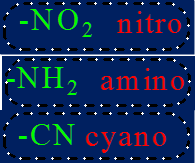 -NO₂ nitro
-NH₂ amino
-CN cyano